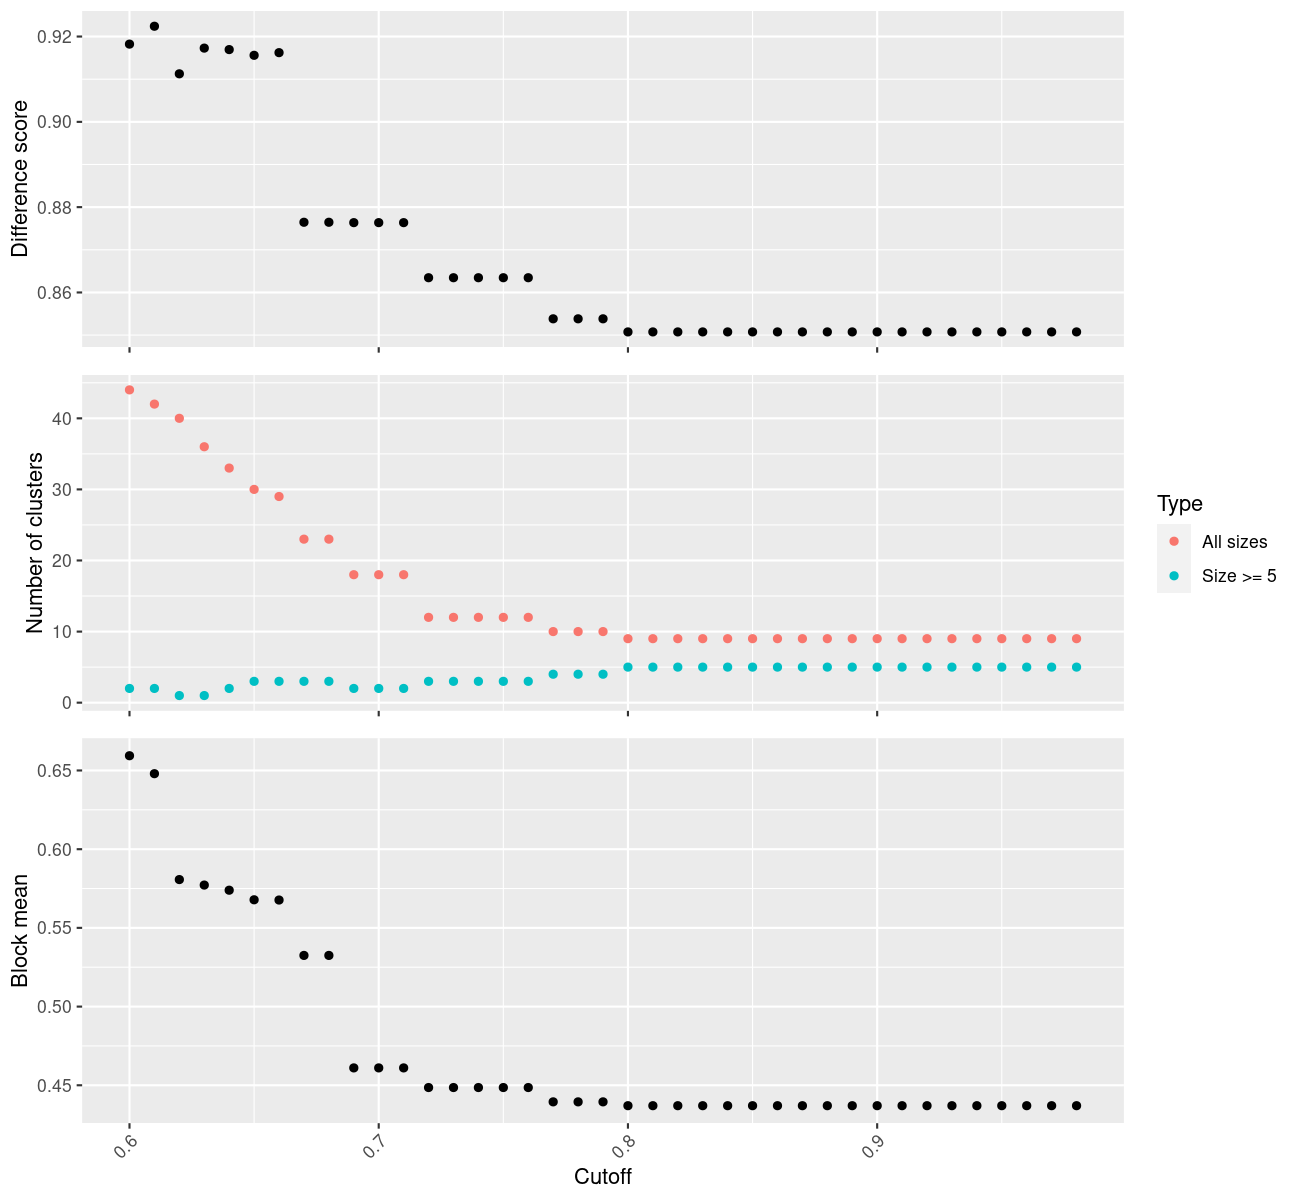 Difference score
0.92
0.90
0.88
0.86
Number of clusters
40
30
20
10
0
Type
All sizes
Size >= 5
Block mean
0.65
0.60
0.55
0.50
0.45
0.6 0.7 0.8 0.9
Cutoff